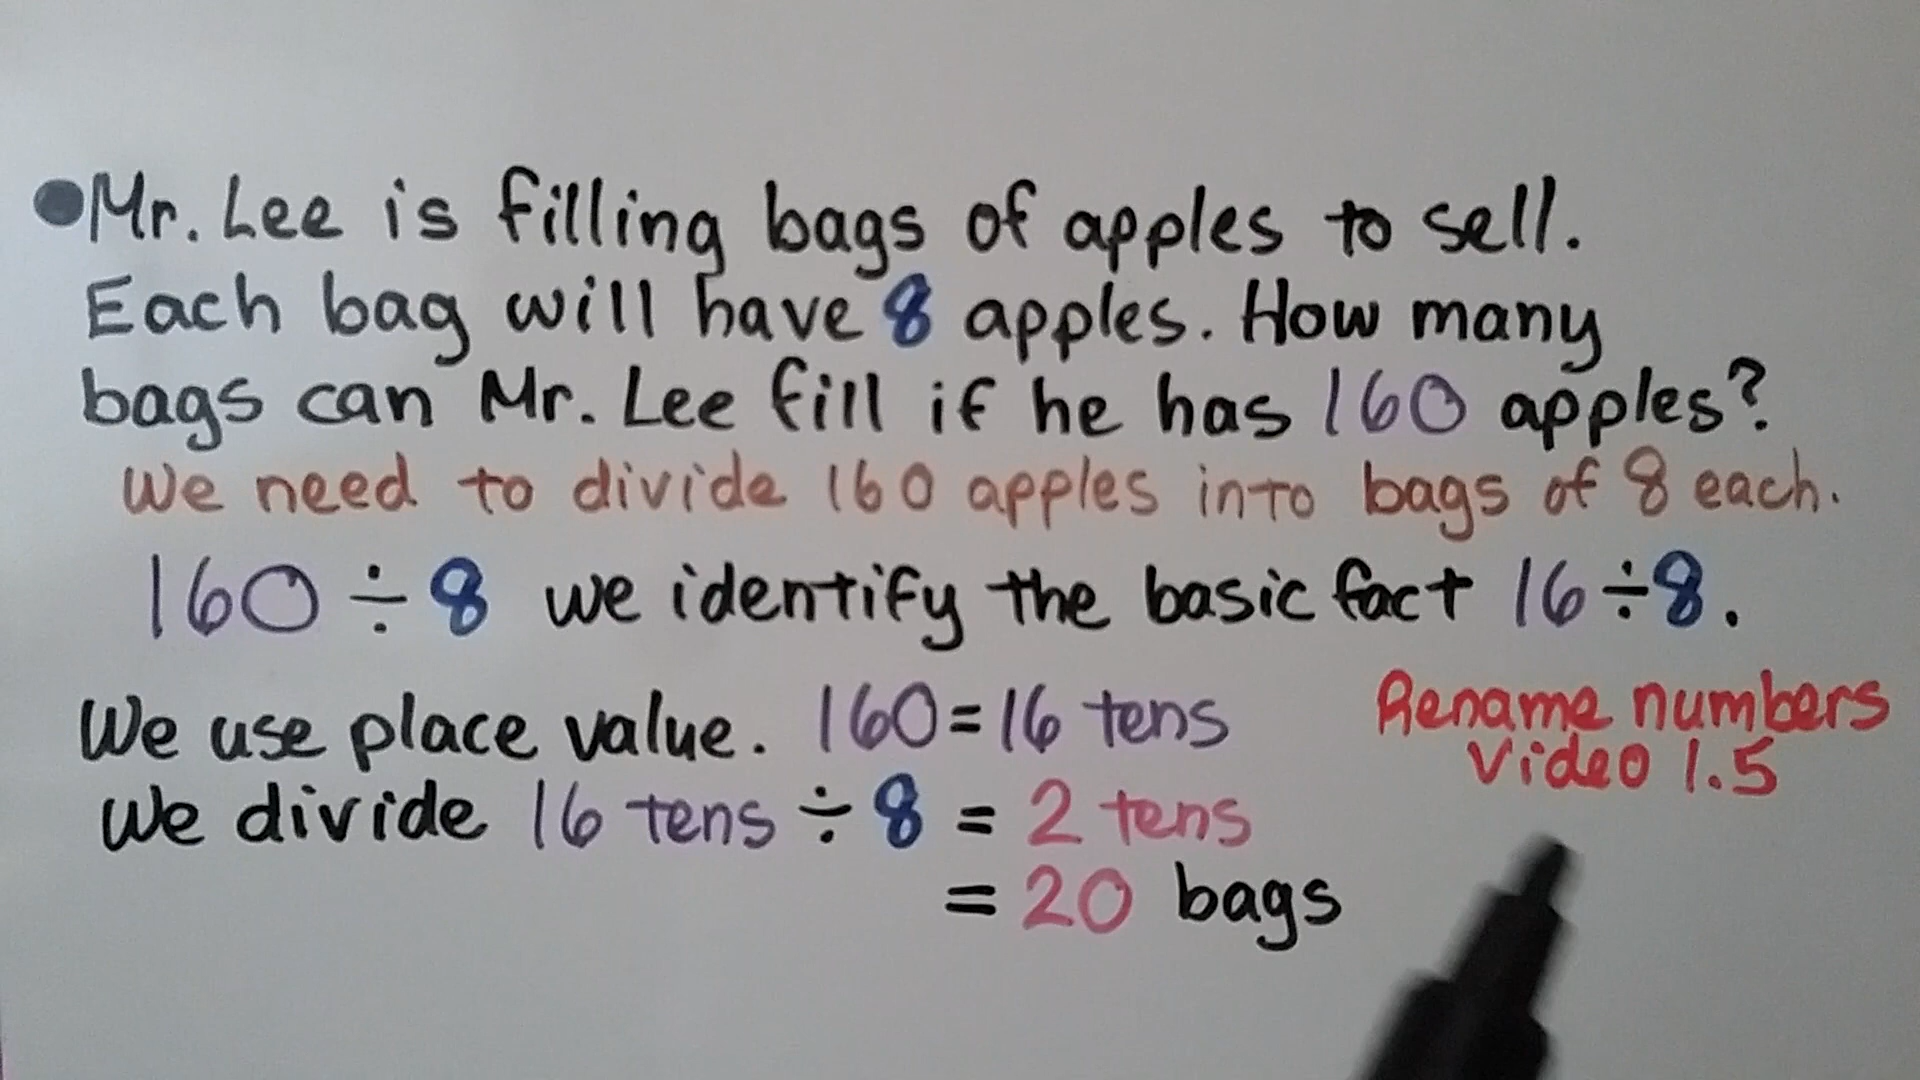 Mr. Lee is filling bags of apples to sell.
Each bag will have 8 apples. How many
bags can Mr. Lee fill if he has 160 apples?
We need to divide 160 apples into bags of 8 each.
160 ÷ 8 we identify the basic fact 16 ÷ 8.
We use place value. 160 = 16 tens
Rename numbers
Video 1.5
We divide 16 tens ÷ 8 = 2 tens
= 20 bags